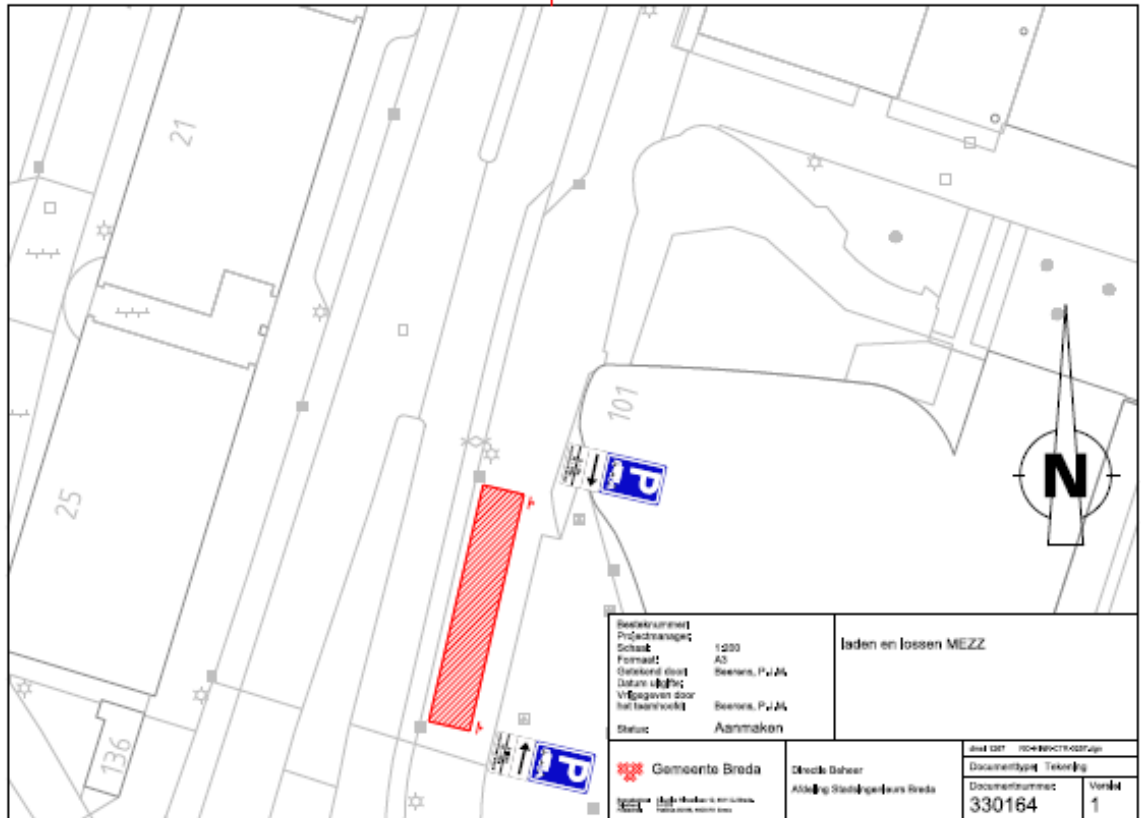 21
101
25
136
P
P
N
Besteknummer:
Projectmanager:
Schaal: 1:200
Formaat: A3
Getekend door: Beerens, P.J.M.
Datum uitgifte:
Vrijgegeven door
het teamhoofd: Beerens, P.J.M.
Status: Aanmaken
laden en lossen MEZZ
Gemeente Breda
Directie Beheer
Afdeling Stadsingenieurs Breda
Documenttype: Tekening
Documentnummer: Versie:
330164 1